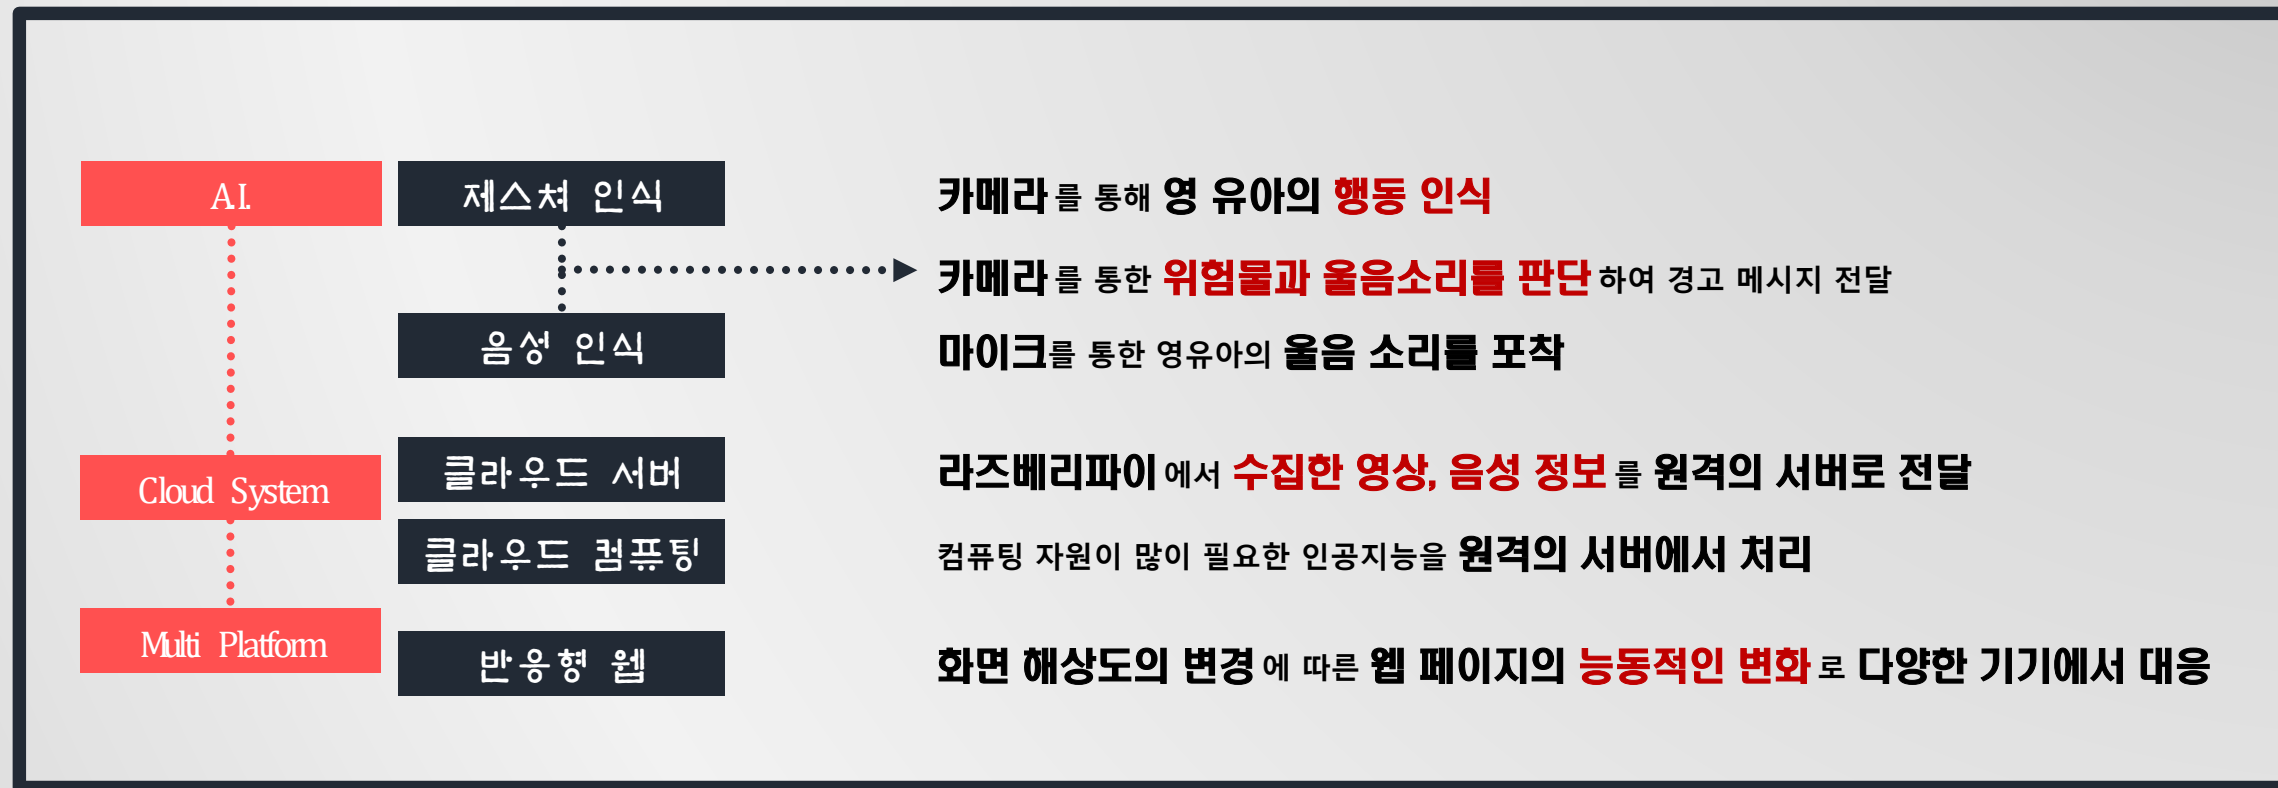 A.I.
제스쳐 인식
카메라를 통해 영 유아의 행동 인식
카메라를 통한 위험물과 울음소리를 판단하여 경고 메시지 전달
음성 인식
마이크를 통한 영유아의 울음 소리를 포착
Cloud System
클라우드 서버
라즈베리파이에서 수집한 영상, 음성 정보를 원격의 서버로 전달
클라우드 컴퓨팅
컴퓨팅 자원이 많이 필요한 인공지능을 원격의 서버에서 처리
Multi Platform
반응형 웹
화면 해상도의 변경에 따른 웹 페이지의 능동적인 변화로 다양한 기기에서 대응